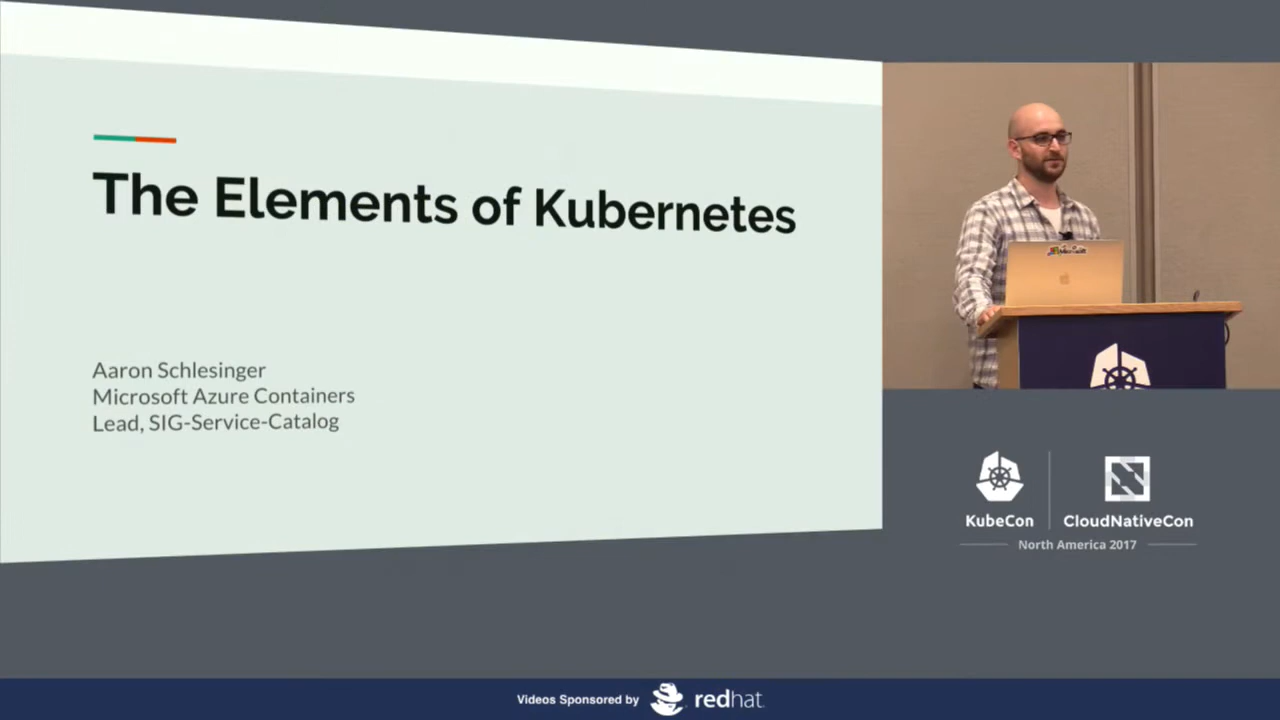 The Elements of Kubernetes
Aaron Schlesinger
Microsoft Azure Containers
Lead, SIG-Service-Catalog
KubeCon
CloudNativeCon
North America 2017
Videos Sponsored by
redhat